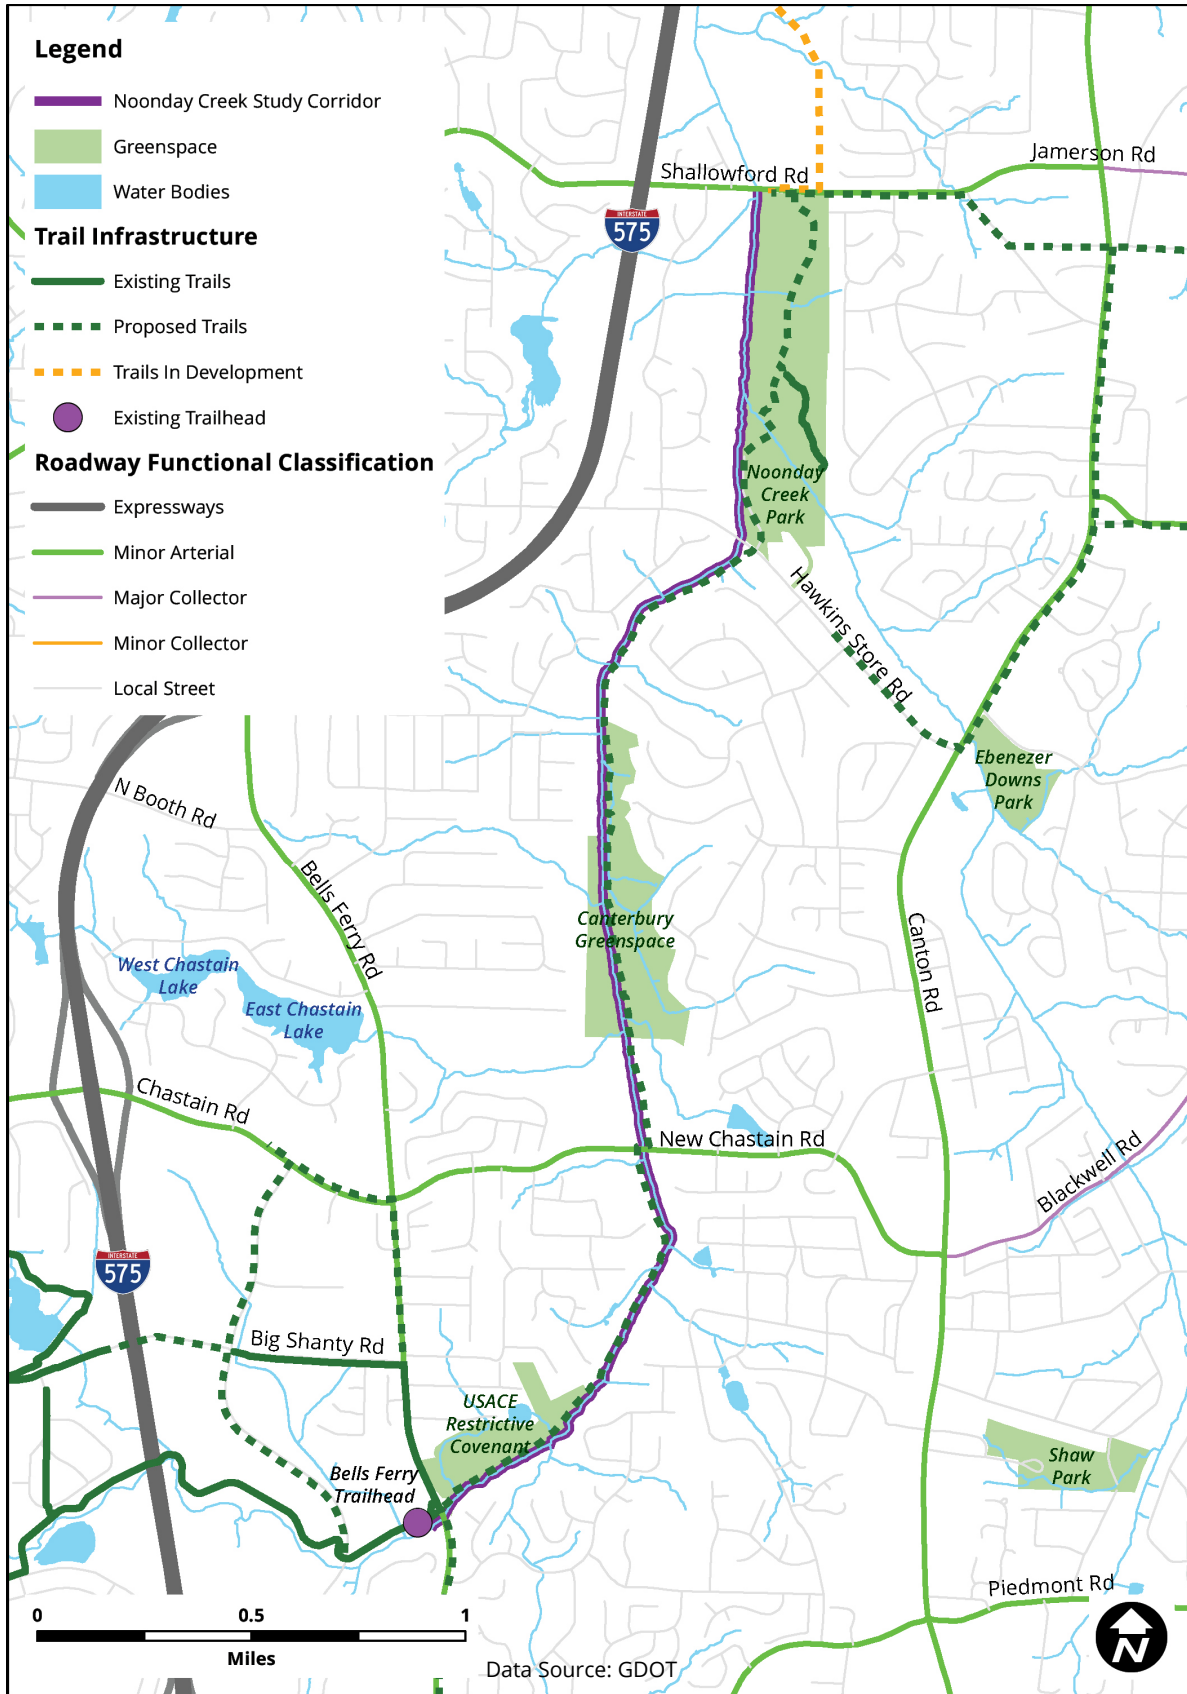 Legend
Noonday Creek Study Corridor
Greenspace
Water Bodies
Trail Infrastructure
Existing Trails
Proposed Trails
Trails In Development
Existing Trailhead
Roadway Functional Classification
Expressways
Minor Arterial
Major Collector
Minor Collector
Local Street
Shallowford Rd
Jamerson Rd
INTERSTATE
575
Noonday
Creek
Park
Hawkins Store Rd
Ebenezer
Downs
Park
N Booth Rd
Bells Ferry Rd
Canterbury
Greenspace
Canton Rd
West Chastain
Lake
East Chastain
Lake
Chastain Rd
New Chastain Rd
Blackwell Rd
INTERSTATE
575
Big Shanty Rd
USACE
Restrictive
Covenant
Bells Ferry
Trailhead
Shaw
Park
Piedmont Rd
0 0.5 1
Miles
Data Source: GDOT
N